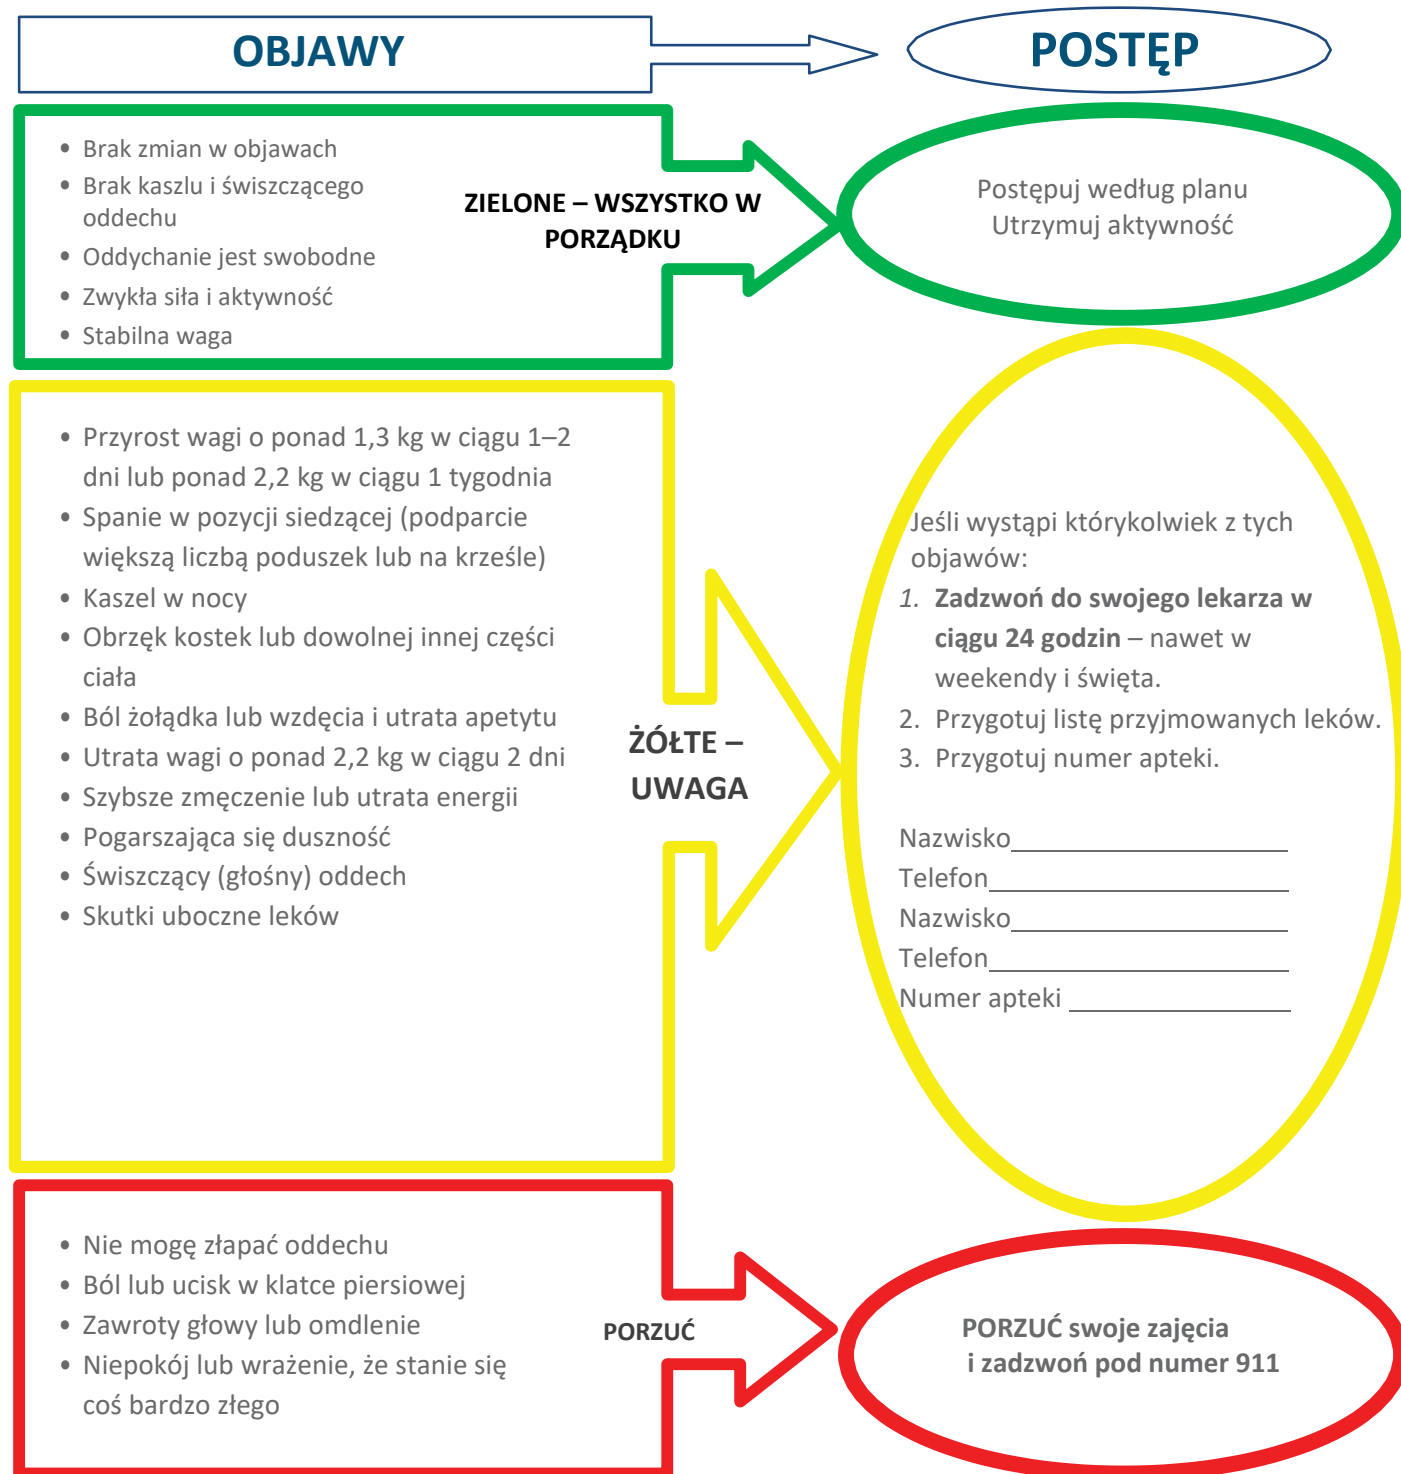 OBJAWY
POSTĘP
• Brak zmian w objawach
• Brak kaszlu i świszczącego
oddechu
• Oddychanie jest swobodne
• Zwykła siła i aktywność
• Stabilna waga
ZIELONE – WSZYSTKO W
PORZĄDKU
Postępuj według planu
Utrzymuj aktywność
• Przyrost wagi o ponad 1,3 kg w ciągu 1–2
dni lub ponad 2,2 kg w ciągu 1 tygodnia
• Spanie w pozycji siedzącej (podparcie
większą liczbą poduszek lub na krześle)
• Kaszel w nocy
• Obrzęk kostek lub dowolnej innej części
ciała
• Ból żołądka lub wzdęcia i utrata apetytu
• Utrata wagi o ponad 2,2 kg w ciągu 2 dni
• Szybsze zmęczenie lub utrata energii
• Pogarszająca się duszność
• Świszczący (głośny) oddech
• Skutki uboczne leków
ŻÓŁTE –
UWAGA
Jeśli wystąpi którykolwiek z tych
objawów:
1. Zadzwoń do swojego lekarza w
ciągu 24 godzin – nawet w
weekendy i święta.
2. Przygotuj listę przyjmowanych leków.
3. Przygotuj numer apteki.
Nazwisko
Telefon
Nazwisko
Telefon
Numer apteki
• Nie mogę złapać oddechu
• Ból lub ucisk w klatce piersiowej
• Zawroty głowy lub omdlenie
• Niepokój lub wrażenie, że stanie się
coś bardzo złego
PORZUĆ
PORZUĆ swoje zajęcia
i zadzwoń pod numer 911